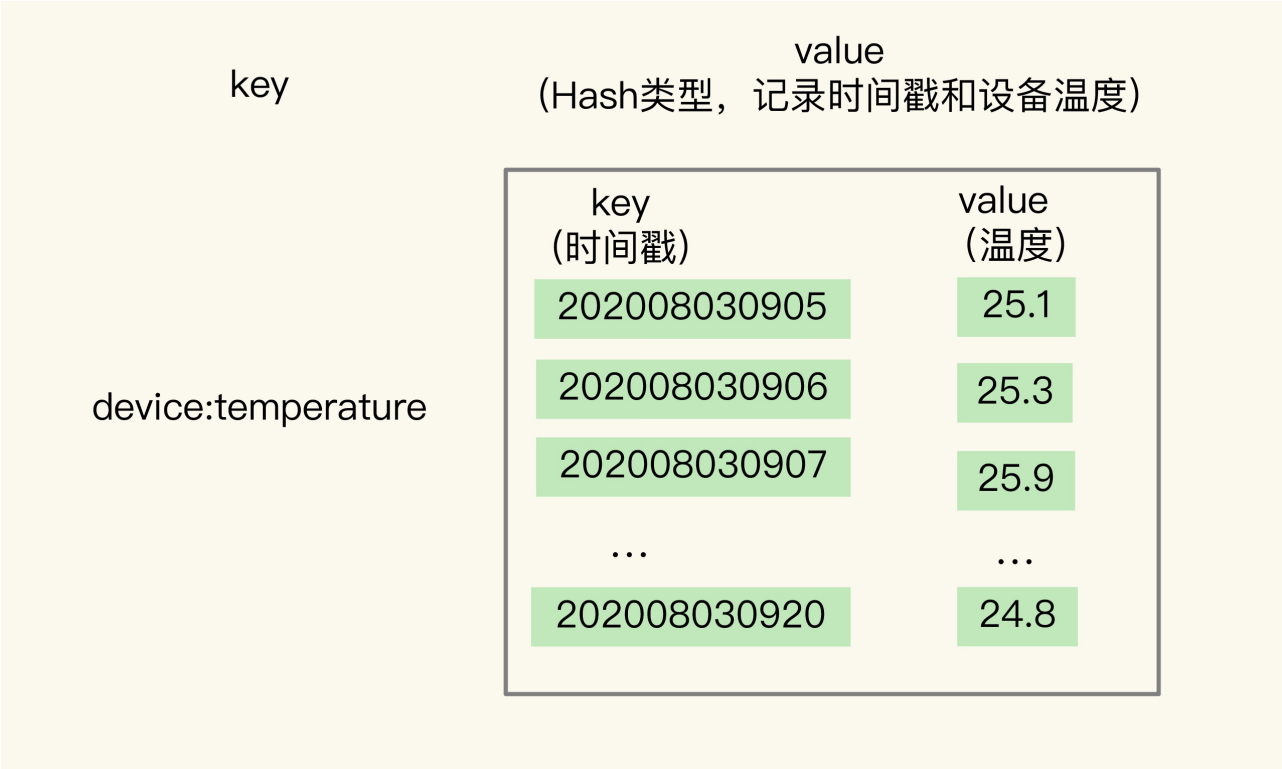 key
value
（Hash类型，记录时间戳和设备温度）
key
（时间戳）
value
（温度）
202008030905
25.1
202008030906
25.3
device:temperature
202008030907
25.9
...
...
202008030920
24.8